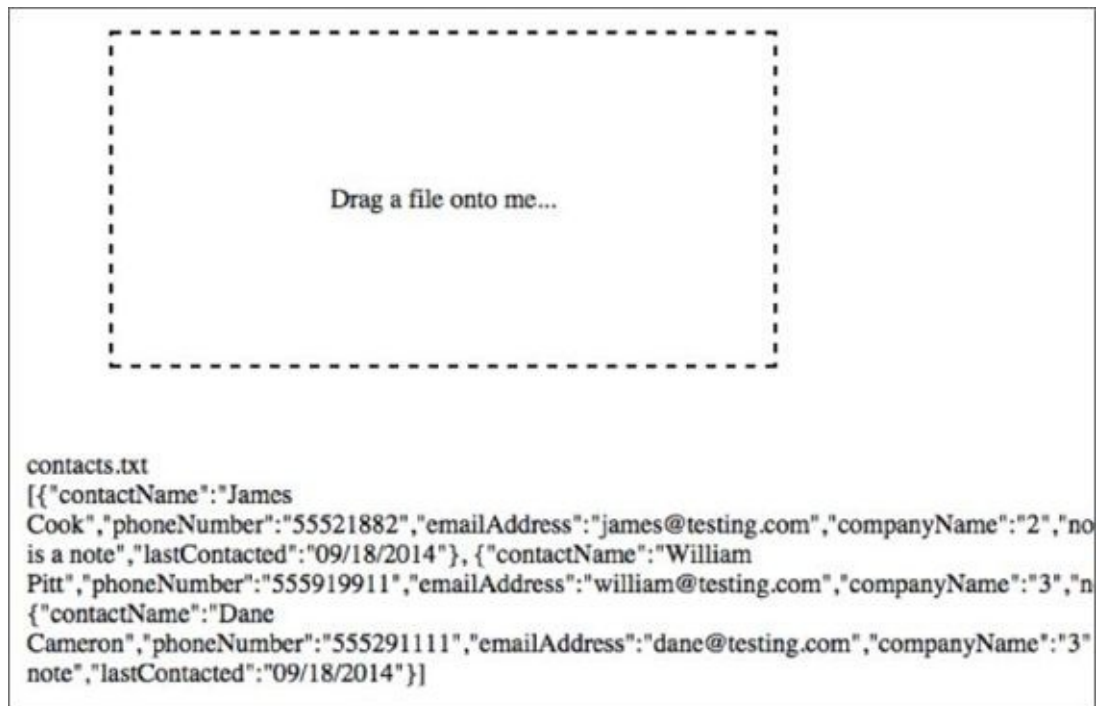 Drag a file onto me...
contacts.txt
[{"contactName":"James
Cook","phoneNumber":"55521882","emailAddress":"james@testing.com","companyName":"2","no
is a note","lastContacted":"09/18/2014"}, {"contactName":"William
Pitt","phoneNumber":"555919911","emailAddress":"william@testing.com","companyName":"3","n
{"contactName":"Dane
Cameron","phoneNumber":"555291111","emailAddress":"dane@testing.com","companyName":"3"
note","lastContacted":"09/18/2014"}]